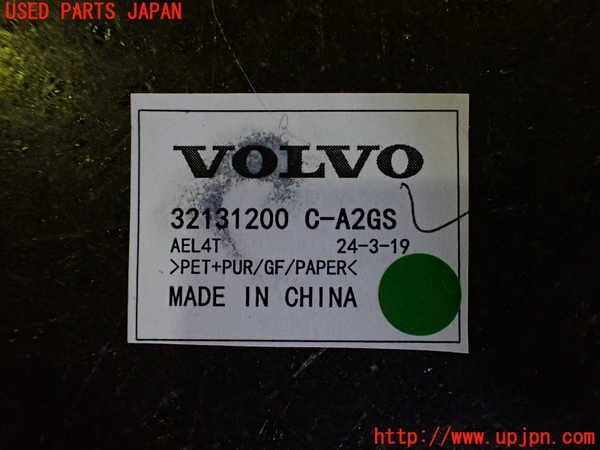 USED PARTS JAPAN
VOLVO
32131200 C-A2GS
AEL4T 24-3-19
>PET+PUR/GF/PAPER<
MADE IN CHINA
http://www.upjpn.com/